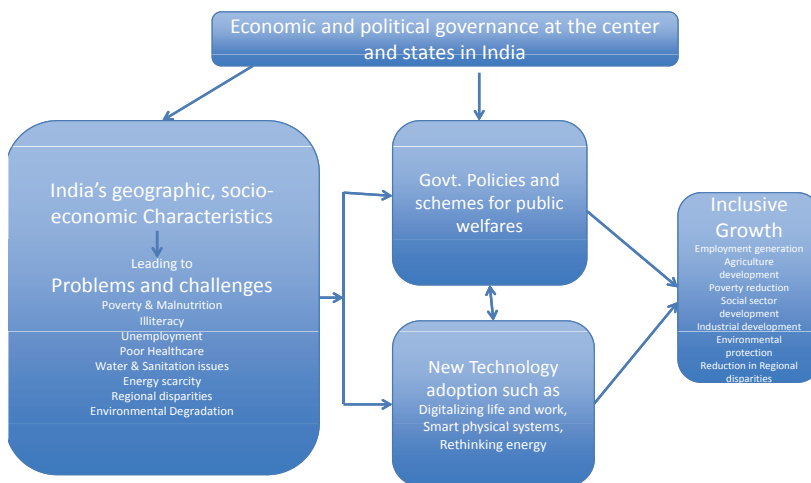 Economic and political governance at the center
and states in India
India’s geographic, socio-
economic Characteristics
Leading to
Problems and challenges
Poverty & Malnutrition
Illiteracy
Unemployment
Poor Healthcare
Water & Sanitation issues
Energy scarcity
Regional disparities
Environmental Degradation
Govt. Policies and
schemes for public
welfares
New Technology
adoption such as
Digitalizing life and work,
Smart physical systems,
Rethinking energy
Inclusive
Growth
Employment generation
Agriculture
development
Poverty reduction
Social sector
development
Industrial development
Environmental
protection
Reduction in Regional
disparities